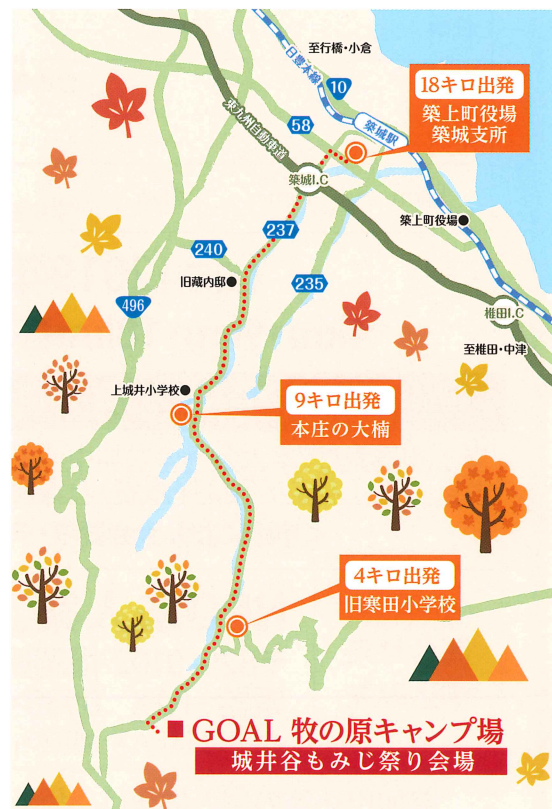 至行橋・小倉
日豊本線
10
18キロ出発
築上町役場
築城支所
58
築城駅
東九州自動車道
築城I.C
築上町役場
237
240
旧藏内邸
235
496
椎田I.C
至椎田・中津
上城井小学校
9キロ出発
本庄の大楠
4キロ出発
旧寒田小学校
GOAL 牧の原キャンプ場
城井谷もみじ祭り会場